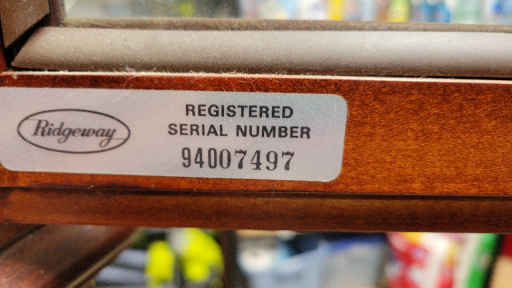 Ridgeway
REGISTERED
SERIAL NUMBER
94007497